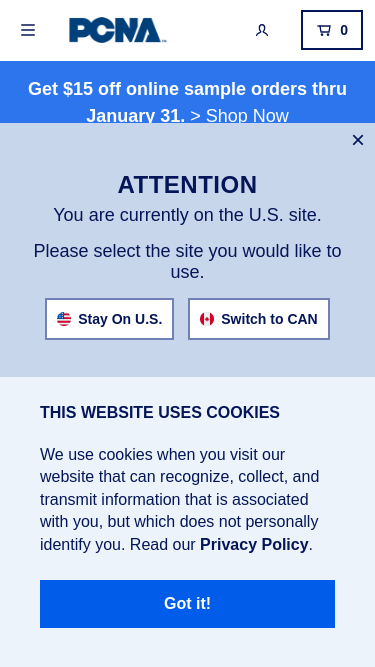 PCNA
0
Get $15 off online sample orders thru
January 31. > Shop Now
ATTENTION
You are currently on the U.S. site.
Please select the site you would like to
use.
Stay On U.S.
Switch to CAN
THIS WEBSITE USES COOKIES
We use cookies when you visit our
website that can recognize, collect, and
transmit information that is associated
with you, but which does not personally
identify you. Read our Privacy Policy.
Got it!